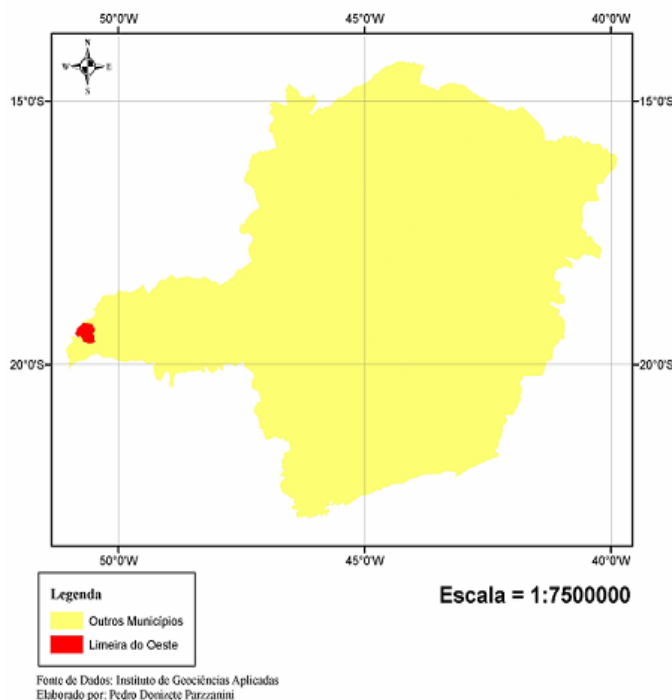 50°0'W 45°0'W 40°0'W
N
W E
S
15°0'S 15°0'S
20°0'S 20°0'S
50°0'W 45°0'W 40°0'W
Legenda
Outros Municípios
Limeira do Oeste
Escala = 1:7500000
Fonte de Dados: Instituto de Geociências Aplicadas
Elaborado por: Pedro Donizete Parzzanini